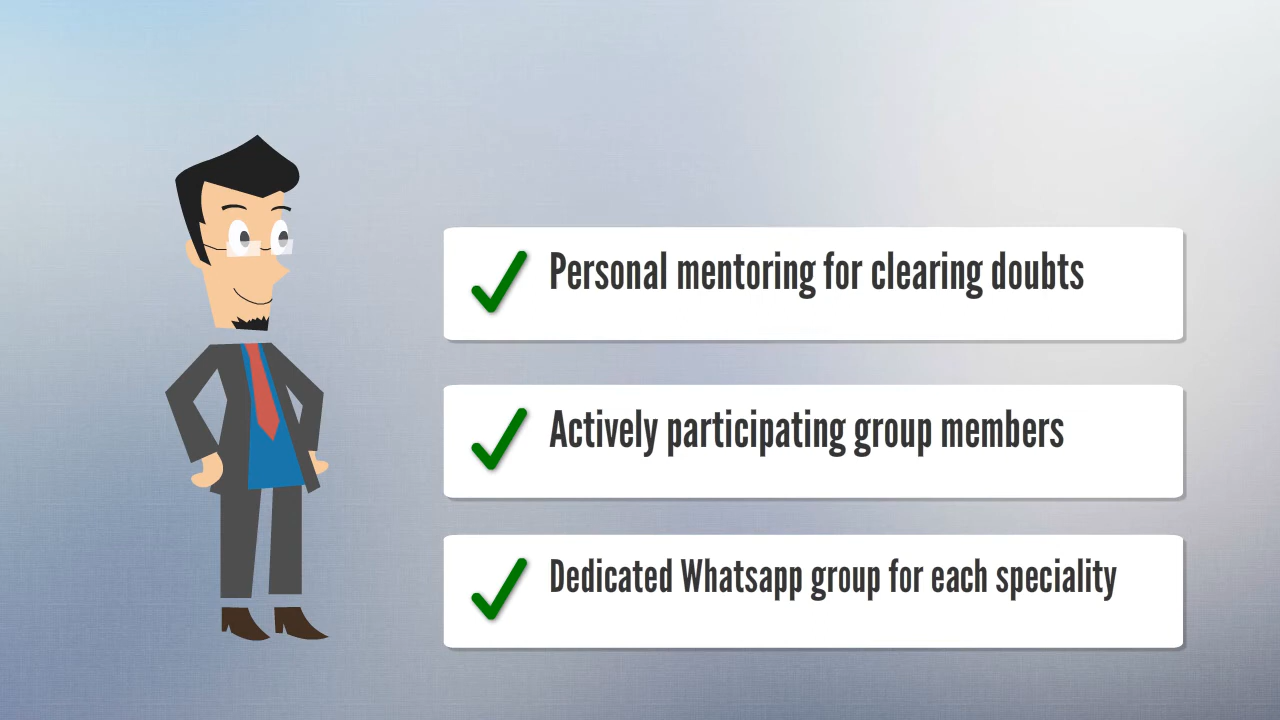 Personal mentoring for clearing doubts
Actively participating group members
Dedicated Whatsapp group for each speciality